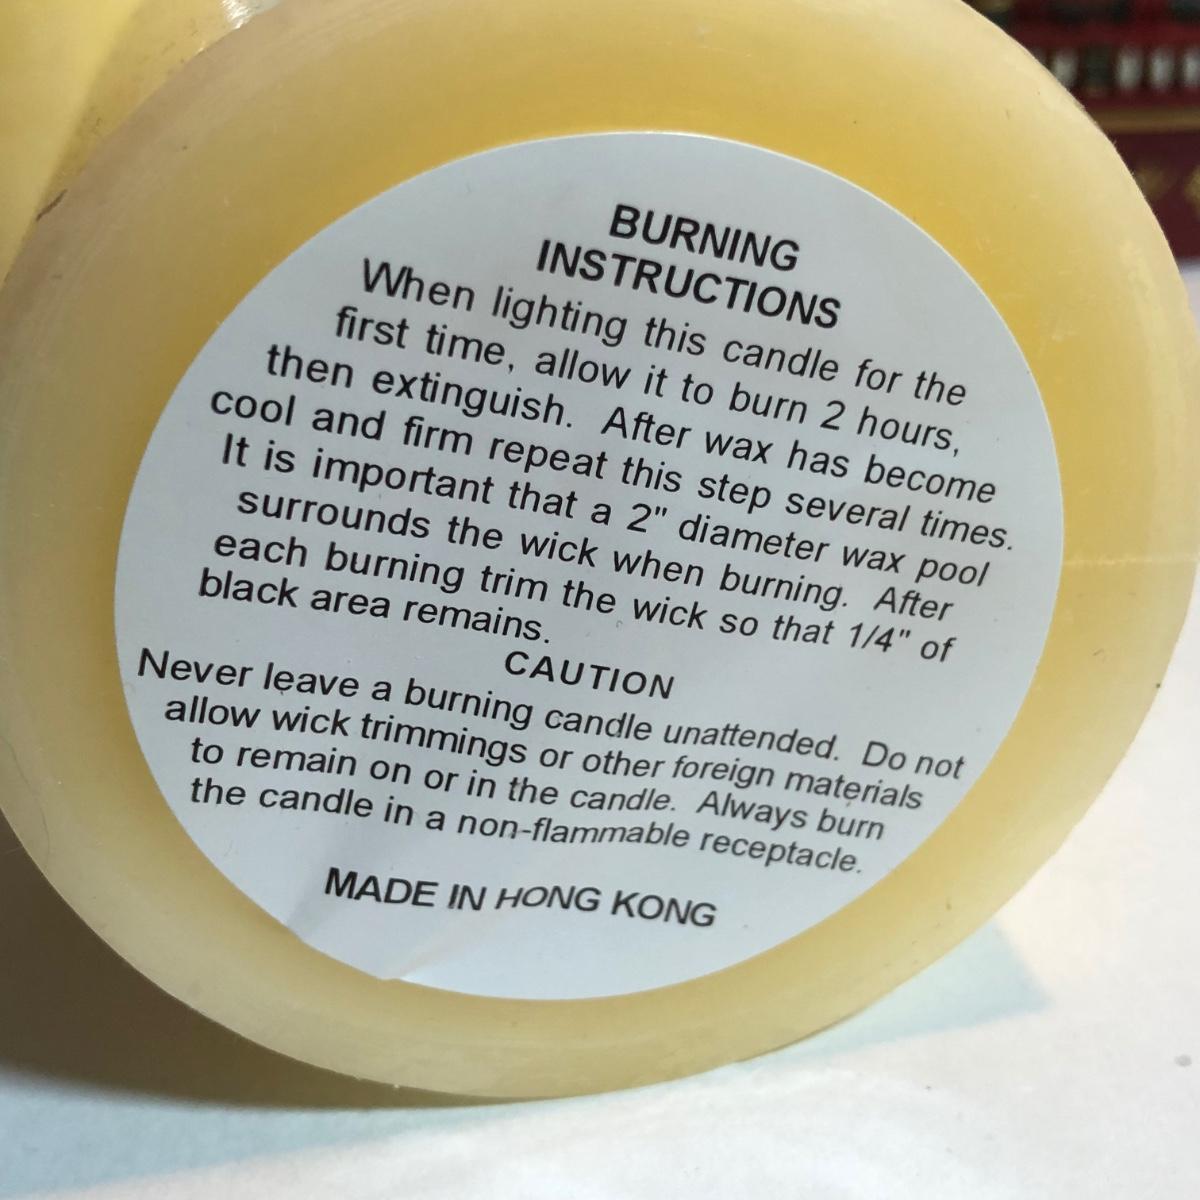 BURNING
INSTRUCTIONS
When lighting this candle for the
first time, allow it to burn 2 hours,
then extinguish. After wax has become
cool and firm repeat this step several times.
It is important that a 2" diameter wax pool
surrounds the wick when burning. After
each burning trim the wick so that 1/4" of
black area remains.
CAUTION
Never leave a burning candle unattended. Do not
allow wick trimmings or other foreign materials
to remain on or in the candle. Always burn
the candle in a non-flammable receptacle.
MADE IN HONG KONG